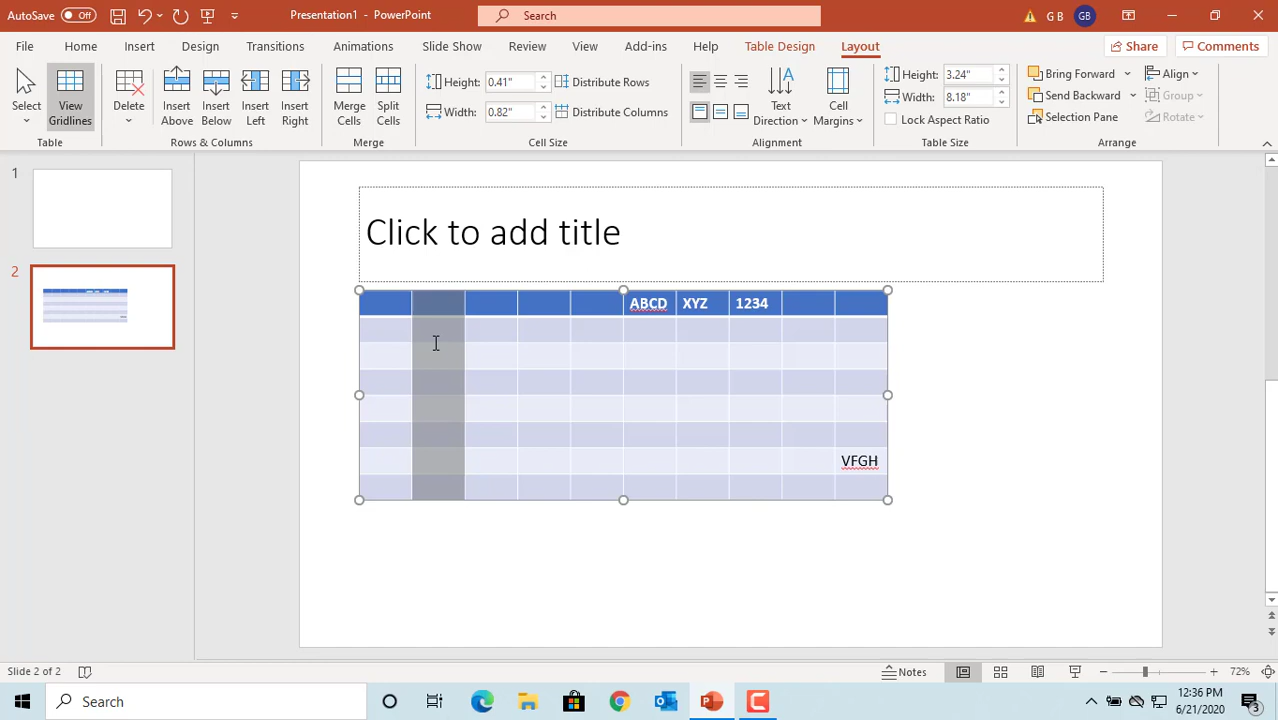 AutoSave Off Presentation1 - PowerPoint Search G B GB
File Home Insert Design Transitions Animations Slide Show Review View Add-ins Help Table Design Layout Share Comments
Select
View Gridlines
Table
Delete
Insert Above
Insert Below
Insert Left
Insert Right
Rows & Columns
Merge Cells
Split Cells
Merge
Height: 0.41" Distribute Rows
Width: 0.82" Distribute Columns
Cell Size
Text Direction
Cell Margins
Alignment
Height: 3.24"
Width: 8.18"
Lock Aspect Ratio
Table Size
Bring Forward Align
Send Backward Group
Selection Pane Rotate
Arrange
1
2
Click to add title
ABCD XYZ 1234
VFGH
Slide 2 of 2 Notes 72%
Search
12:36 PM
6/21/2020
3